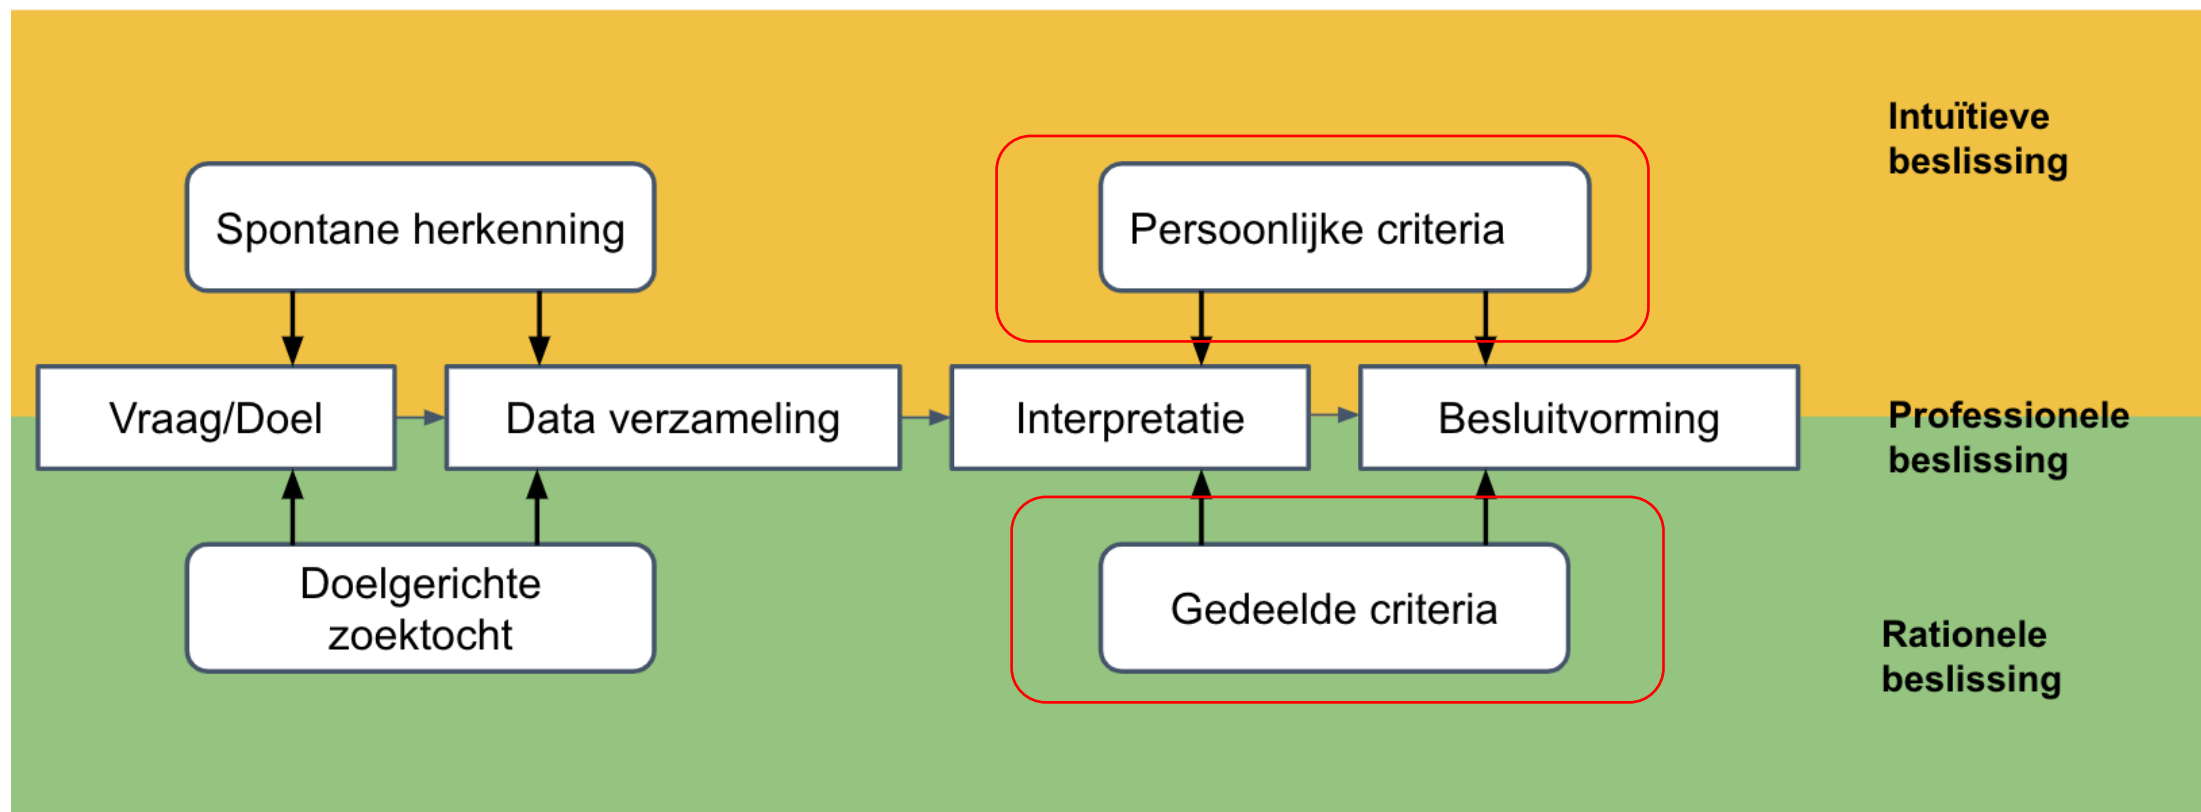 Intuïtieve
beslissing
Spontane herkenning
Persoonlijke criteria
Vraag/Doel
Data verzameling
Interpretatie
Besluitvorming
Professionele
beslissing
Doelgerichte
zoektocht
Gedeelde criteria
Rationele
beslissing